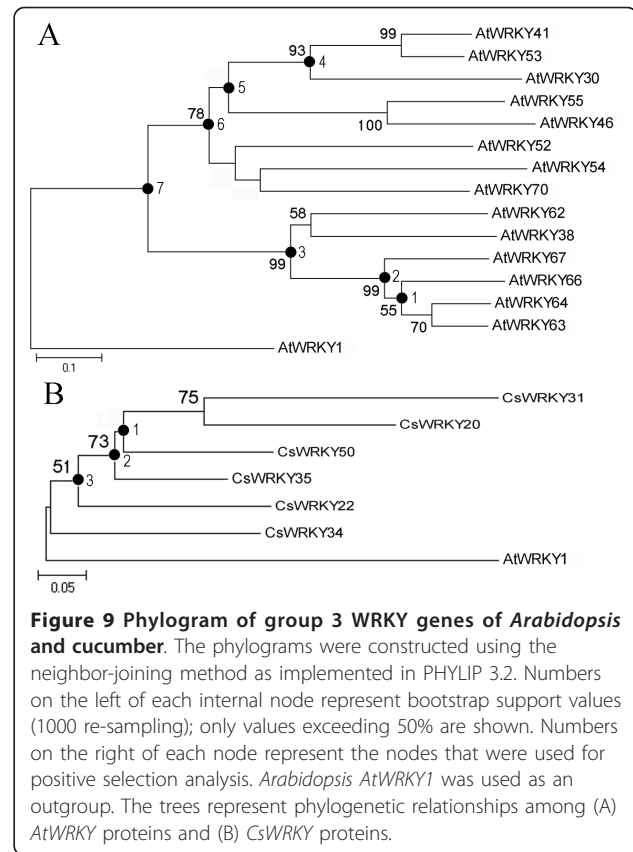 A
99
AtWRKY41
AtWRKY53
93
4
AtWRKY30
5
AtWRKY55
100
AtWRKY46
78
6
AtWRKY52
AtWRKY54
AtWRKY70
7
58
AtWRKY62
AtWRKY38
3
99
AtWRKY67
2
99
AtWRKY66
1
55
AtWRKY64
70
AtWRKY63
AtWRKY1
0.1
B
75
CsWRKY31
CsWRKY20
1
73
CsWRKY50
2
51
CsWRKY35
3
CsWRKY22
CsWRKY34
AtWRKY1
0.05
Figure 9 Phylogram of group 3 WRKY genes of Arabidopsis
and cucumber. The phylograms were constructed using the
neighbor-joining method as implemented in PHYLIP 3.2. Numbers
on the left of each internal node represent bootstrap support values
(1000 re-sampling); only values exceeding 50% are shown. Numbers
on the right of each node represent the nodes that were used for
positive selection analysis. Arabidopsis AtWRKY1 was used as an
outgroup. The trees represent phylogenetic relationships among (A)
AtWRKY proteins and (B) CsWRKY proteins.